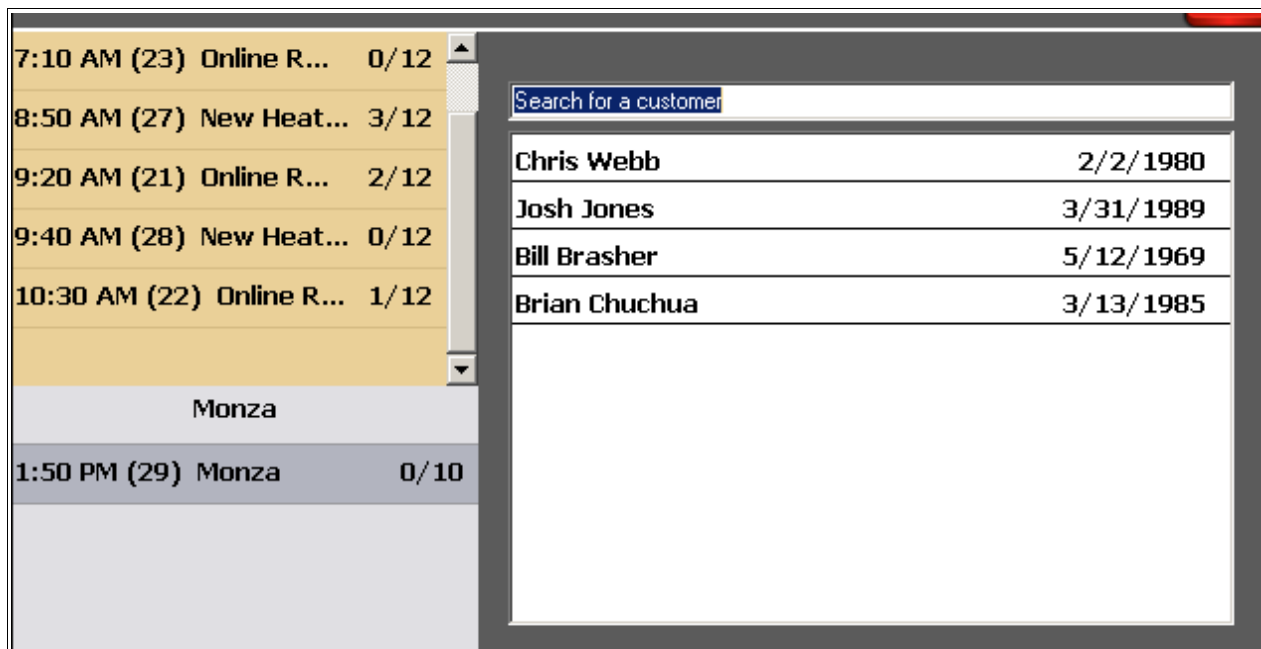 7:10 AM (23) Online R... 0/12
8:50 AM (27) New Heat... 3/12
9:20 AM (21) Online R... 2/12
9:40 AM (28) New Heat... 0/12
10:30 AM (22) Online R... 1/12
Monza
1:50 PM (29) Monza 0/10
Search for a customer
Chris Webb 2/2/1980
Josh Jones 3/31/1989
Bill Brasher 5/12/1969
Brian Chuchua 3/13/1985